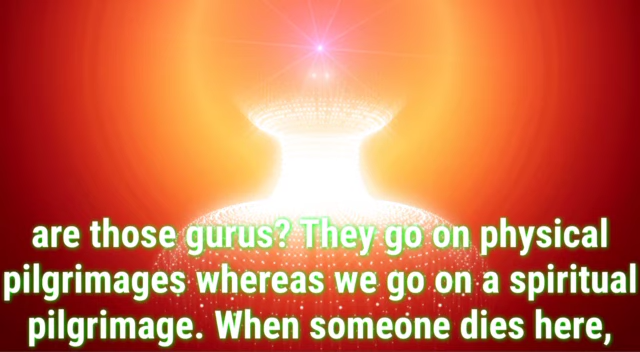 are those gurus? They go on physical
pilgrimages whereas we go on a spiritual
pilgrimage. When someone dies here,